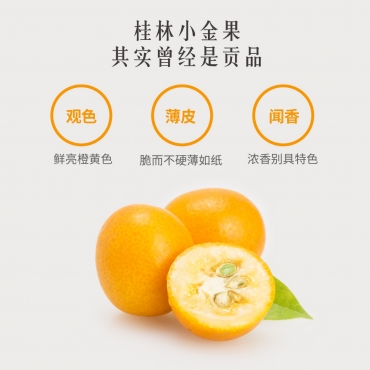 桂林小金果
其实曾经是贡品
观色
薄皮
闻香
鲜亮橙黄色
脆而不硬薄如纸
浓香别具特色